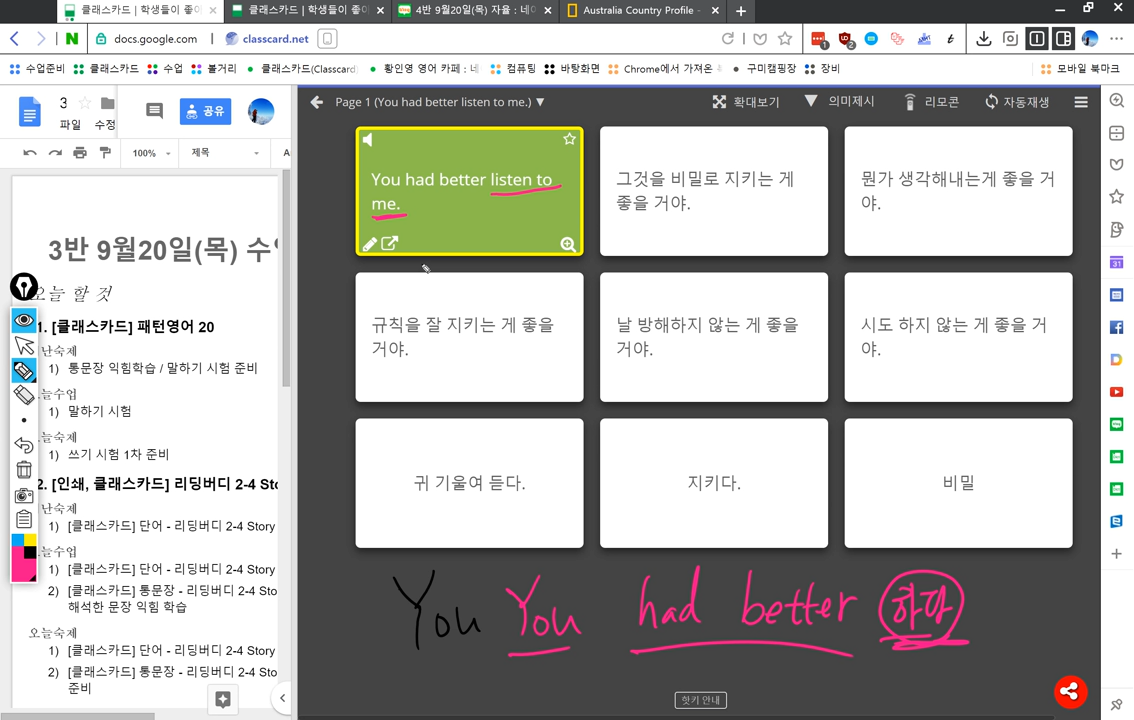 클래스카드 | 학생들이 좋아
클래스카드 | 학생들이 좋아
4반 9월20일(목) 자율 : 네이
Australia Country Profile -
docs.google.com
classcard.net
수업준비
클래스카드
수업
볼거리
클래스카드(Classcard
황인영 영어 카페 : 네
컴퓨팅
바탕화면
Chrome에서 가져온
구미캠핑장
장비
모바일 북마크
3
파일 수정
공유
100%
제목
3반 9월20일(목) 수
오늘 할 것
1. [클래스카드] 패턴영어 20
난숙제
1) 통문장 익힘학습 / 말하기 시험 준비
늘수업
1) 말하기 시험
늘숙제
1) 쓰기 시험 1차 준비
2. [인쇄, 클래스카드] 리딩버디 2-4 Sto
난숙제
1) [클래스카드] 단어 - 리딩버디 2-4 Story
늘수업
1) [클래스카드] 단어 - 리딩버디 2-4 Story
2) [클래스카드] 통문장 - 리딩버디 2-4 Sto
해석한 문장 익힘 학습
오늘숙제
1) [클래스카드] 단어 - 리딩버디 2-4 Story
2) [클래스카드] 통문장 - 리딩버디 2-4 Sto
준비
Page 1 (You had better listen to me.) ▼
확대보기
의미제시
리모콘
자동재생
You had better listen to
me.
그것을 비밀로 지키는 게
좋을 거야.
뭔가 생각해내는게 좋을 거
야.
규칙을 잘 지키는 게 좋을
거야.
날 방해하지 않는 게 좋을
거야.
시도 하지 않는 게 좋을 거
야.
귀 기울여 듣다.
지키다.
비밀
You You had better 하다
핫키 안내